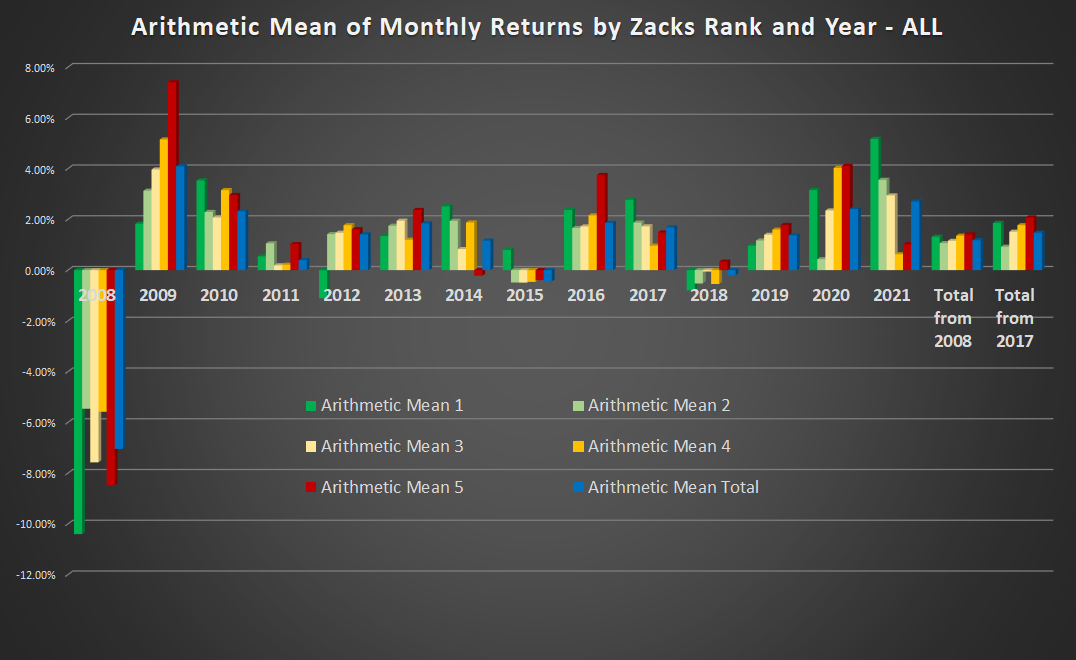 Arithmetic Mean of Monthly Returns by Zacks Rank and Year - ALL
8.00%
6.00%
4.00%
2.00%
0.00%
-2.00%
-4.00%
-6.00%
-8.00%
-10.00%
-12.00%
2008 2009 2010 2011 2012 2013 2014 2015 2016 2017 2018 2019 2020 2021 Total Total
from from
2008 2017
Arithmetic Mean 1 Arithmetic Mean 2
Arithmetic Mean 3 Arithmetic Mean 4
Arithmetic Mean 5 Arithmetic Mean Total